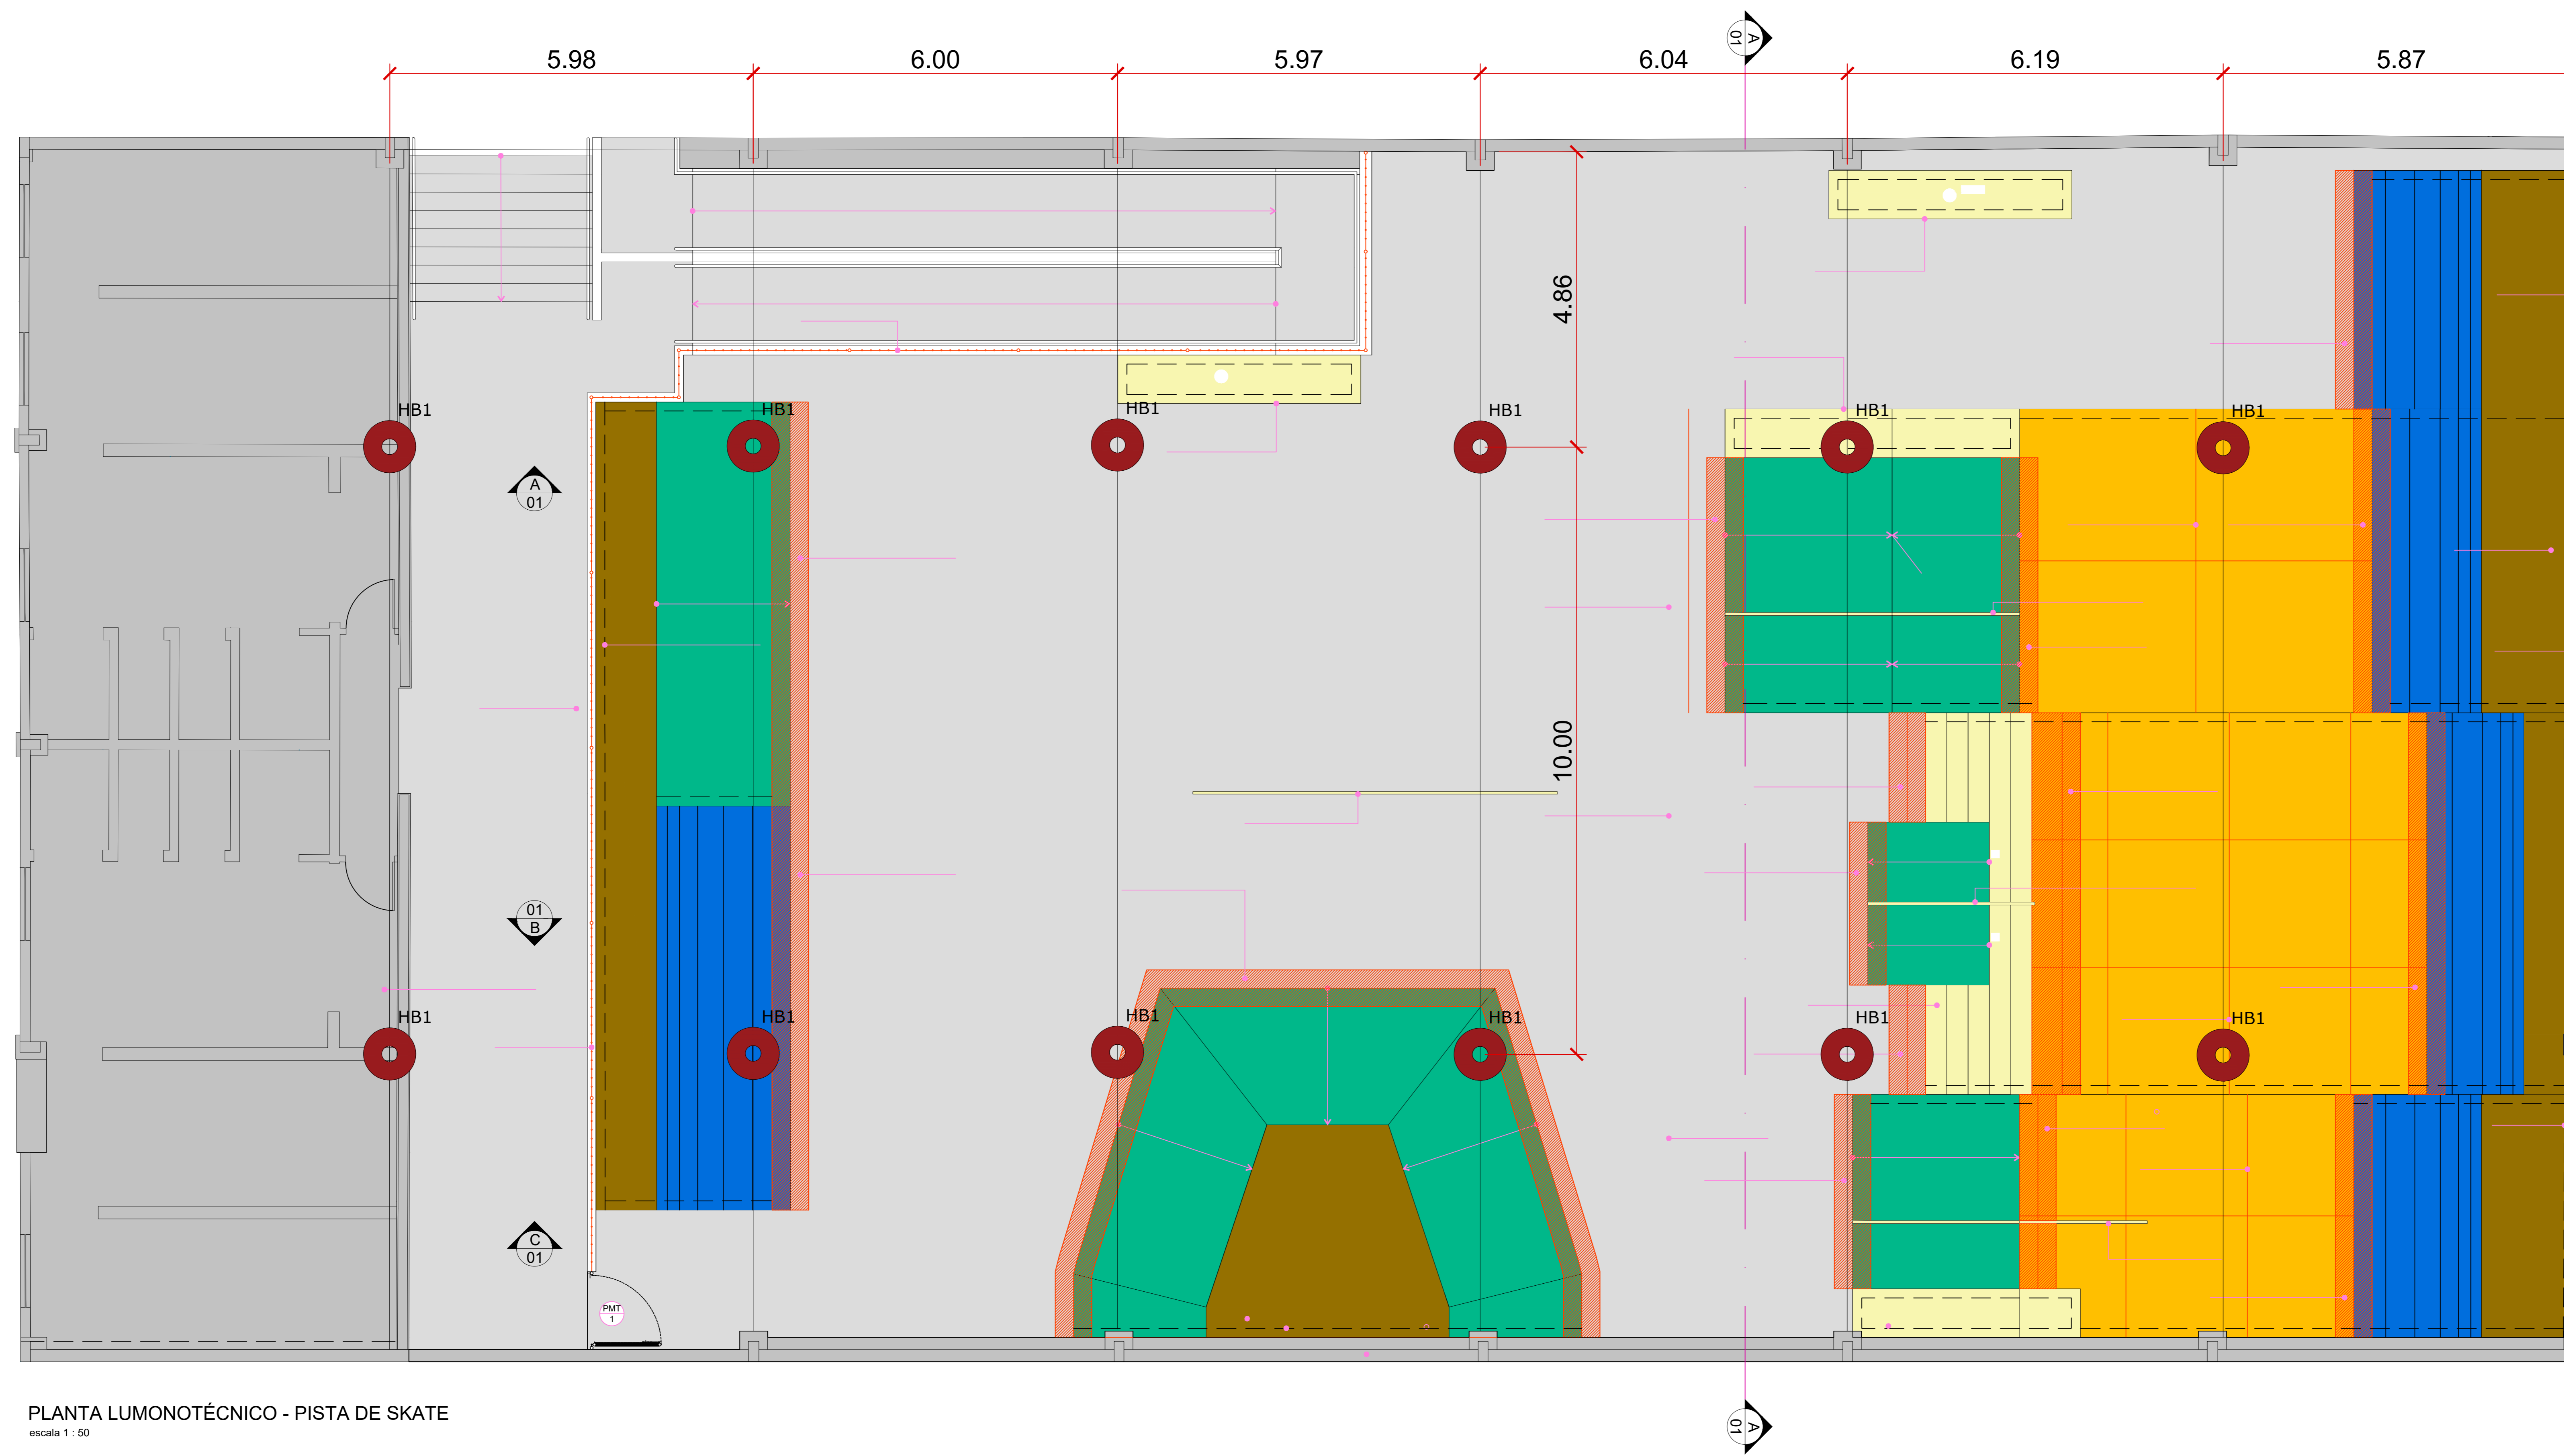 A
01
5.98
6.00
5.97
6.04
6.19
5.87
4.86
HB1
HB1
HB1
HB1
HB1
HB1
A
01
10.00
01
B
HB1
HB1
HB1
HB1
HB1
HB1
C
01
PMT
1
PLANTA LUMONOTÉCNICO - PISTA DE SKATE
escala 1 : 50
A
01